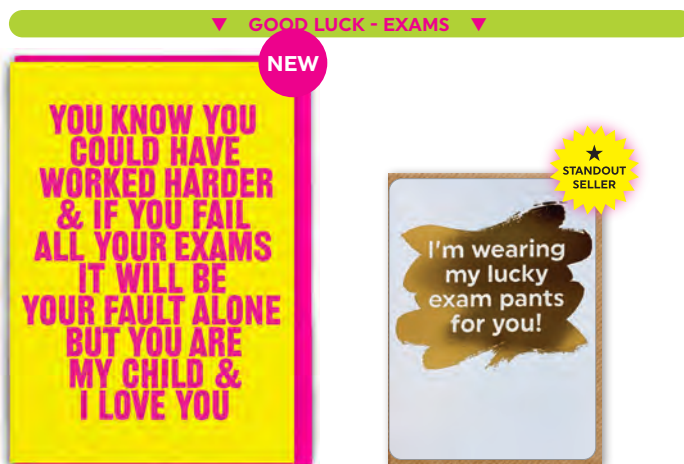 ▼ GOOD LUCK - EXAMS ▼
NEW
YOU KNOW YOU
COULD HAVE
WORKED HARDER
& IF YOU FAIL
ALL YOUR EXAMS
IT WILL BE
YOUR FAULT ALONE
BUT YOU ARE
MY CHILD &
I LOVE YOU
★
STANDOUT
SELLER
I'm wearing
my lucky
exam pants
for you!